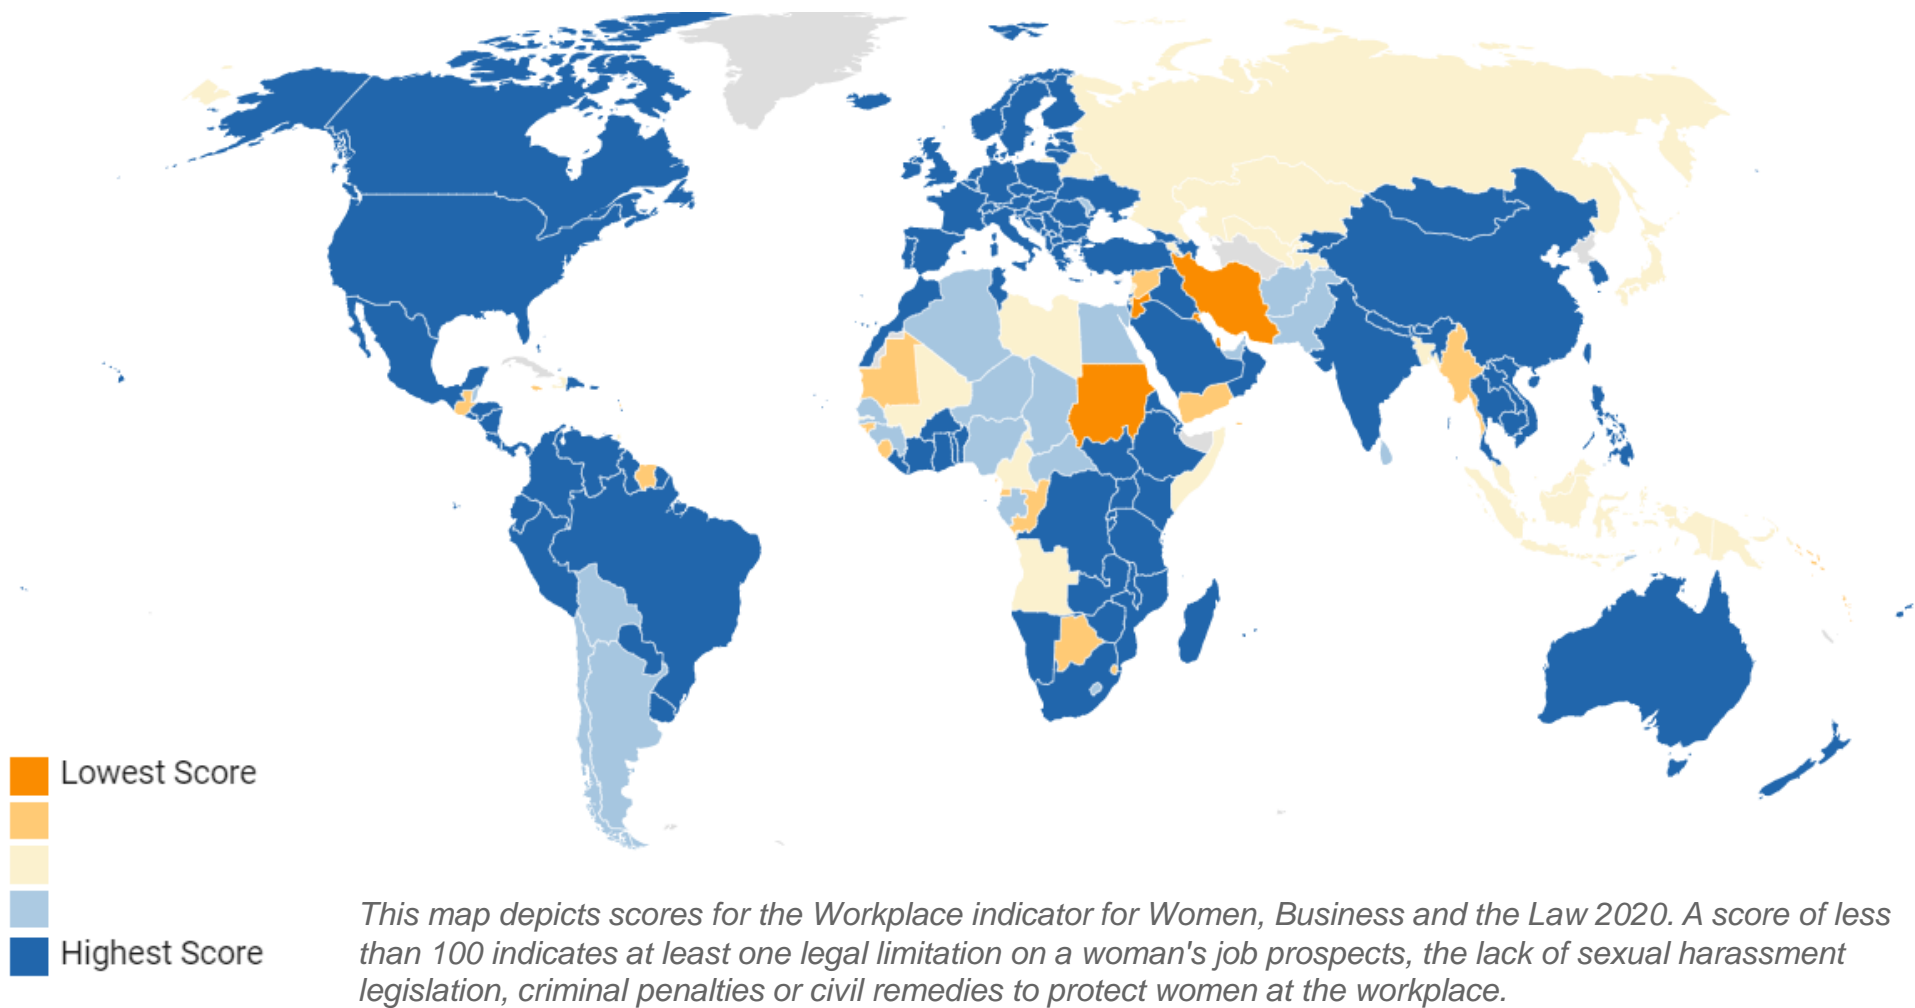 Lowest Score
Highest Score
This map depicts scores for the Workplace indicator for Women, Business and the Law 2020. A score of less
than 100 indicates at least one legal limitation on a woman's job prospects, the lack of sexual harassment
legislation, criminal penalties or civil remedies to protect women at the workplace.